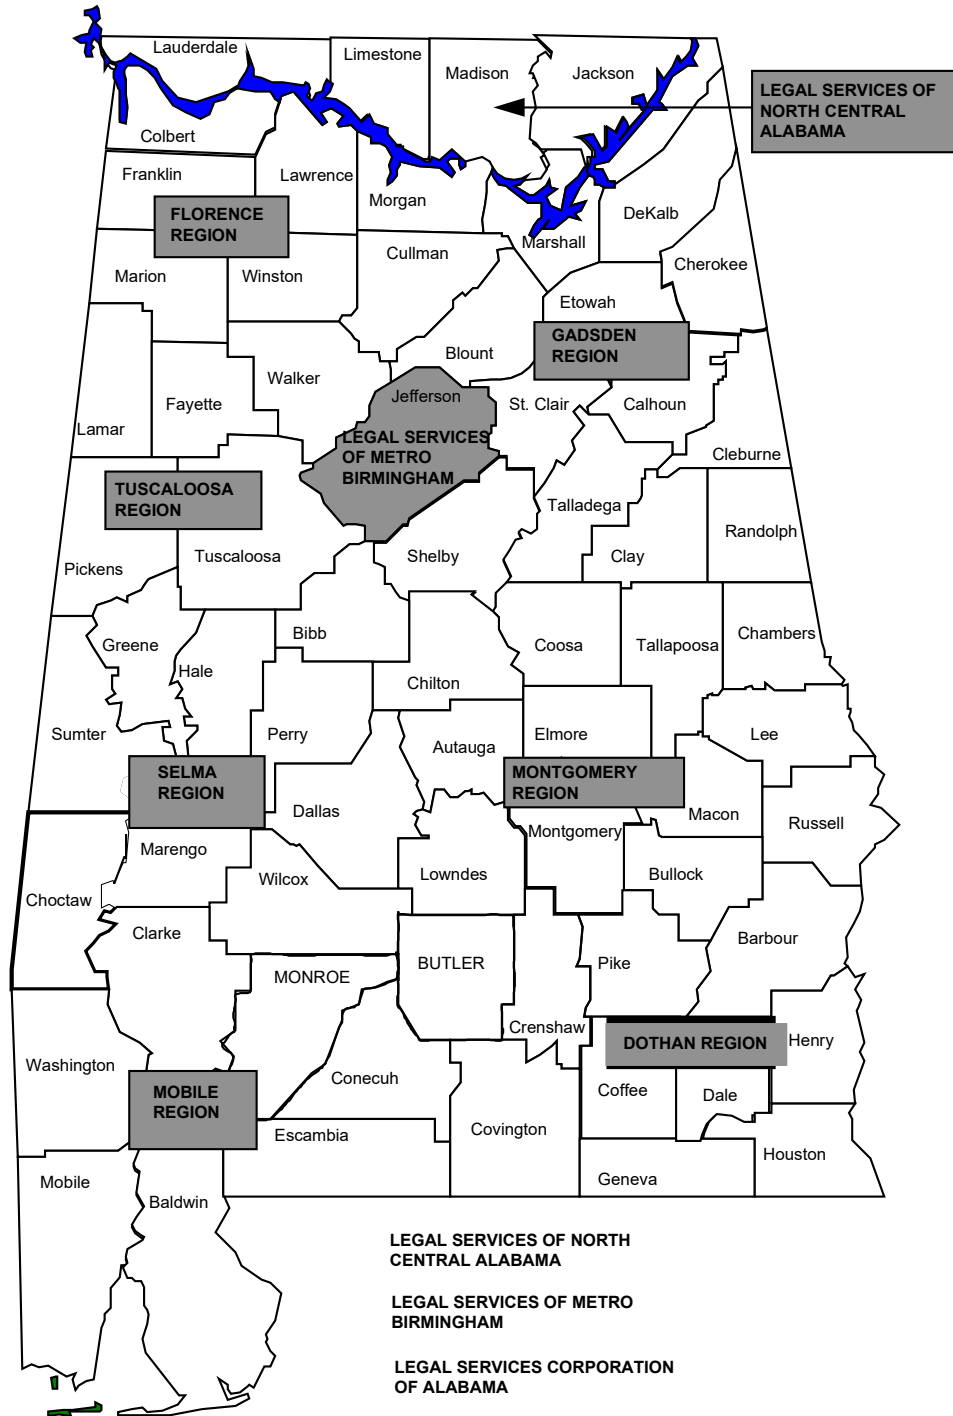 Lauderdale
Limestone
Madison
Jackson
LEGAL SERVICES OF
NORTH CENTRAL
ALABAMA
Colbert
Franklin
Lawrence
Morgan
DeKalb
FLORENCE
REGION
Marshall
Cullman
Cherokee
Marion
Winston
Etowah
GADSDEN
REGION
Blount
Walker
Jefferson
St. Clair
Calhoun
Fayette
Lamar
LEGAL SERVICES
OF METRO
BIRMINGHAM
Cleburne
TUSCALOOSA
REGION
Talladega
Randolph
Tuscaloosa
Shelby
Clay
Pickens
Greene
Bibb
Coosa
Tallapoosa
Chambers
Hale
Chilton
Sumter
Perry
Autauga
Elmore
Lee
SELMA
REGION
MONTGOMERY
REGION
Dallas
Macon
Russell
Marengo
Montgomery
Choctaw
Wilcox
Lowndes
Bullock
Clarke
Barbour
MONROE
BUTLER
Pike
Crenshaw
DOTHAN REGION
Henry
Washington
Conecuh
MOBILE
REGION
Coffee
Dale
Escambia
Covington
Houston
Mobile
Baldwin
Geneva
LEGAL SERVICES OF NORTH
CENTRAL ALABAMA
LEGAL SERVICES OF METRO
BIRMINGHAM
LEGAL SERVICES CORPORATION
OF ALABAMA